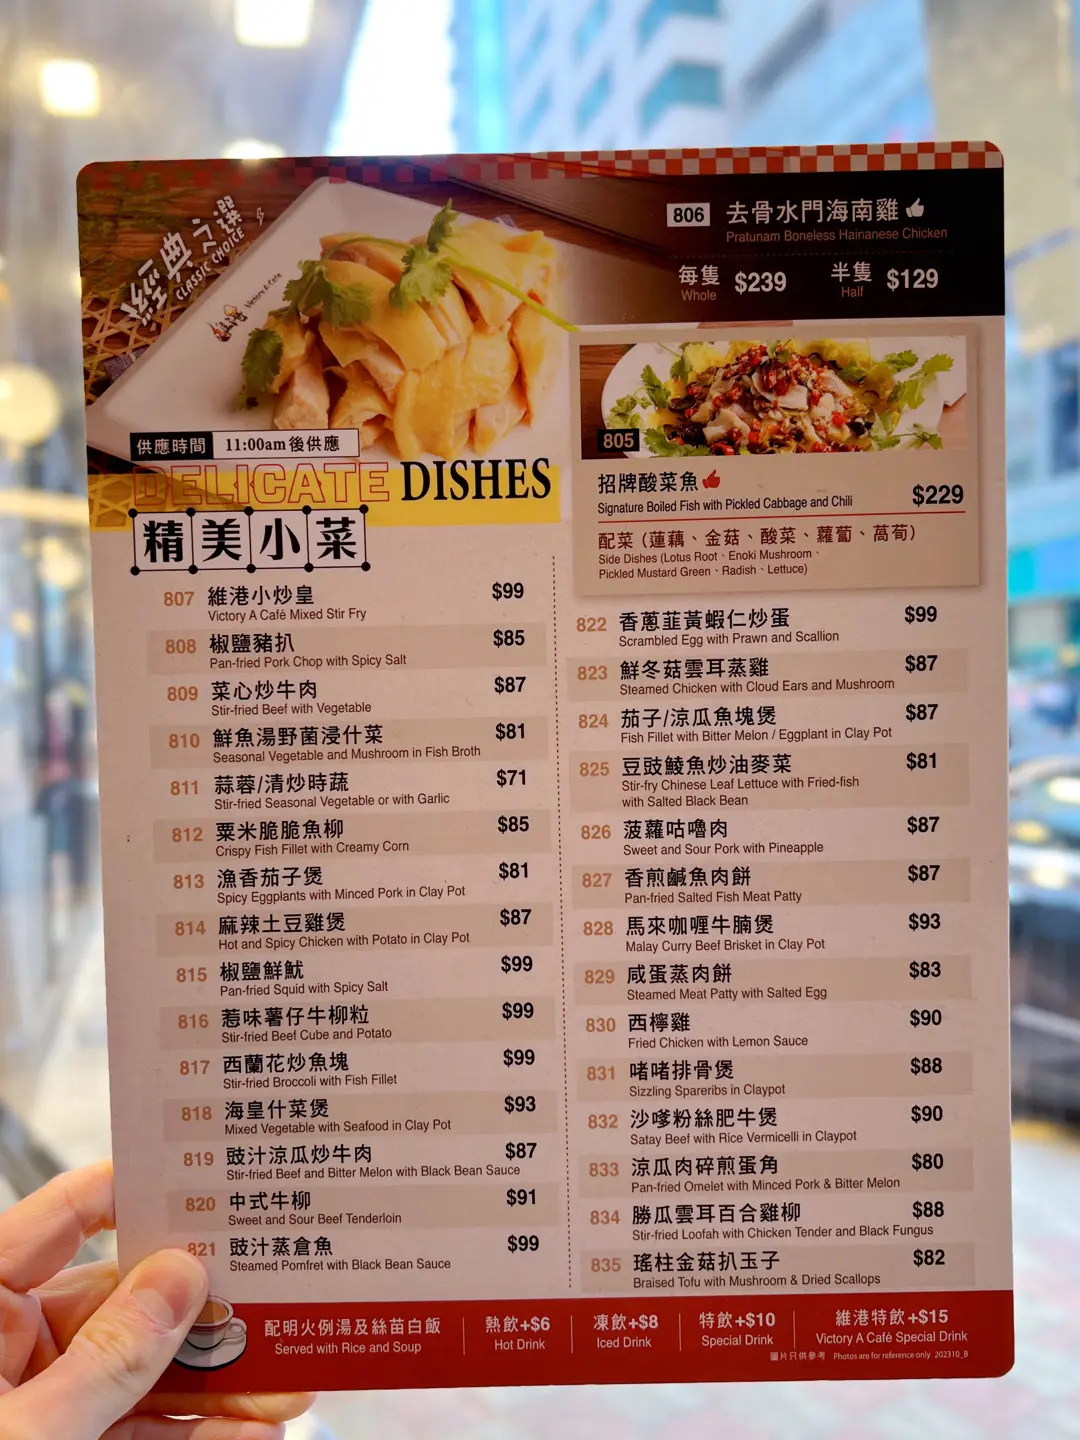 經典之選
CLASSIC CHOICE
Victory A Cafe
806 去骨水門海南雞
Pratunam Boneless Hainanese Chicken
每隻 $239 半隻 $129
Whole Half
供應時間 11:00am後供應
DELICATE DISHES
精美小菜
805
招牌酸菜魚
Signature Boiled Fish with Pickled Cabbage and Chili $229
配菜 (蓮藕、金菇、酸菜、蘿蔔、萵筍)
Side Dishes (Lotus Root、Enoki Mushroom、
Pickled Mustard Green、Radish、Lettuce)
807 維港小炒皇 $99
Victory A Café Mixed Stir Fry
808 椒鹽豬扒 $85
Pan-fried Pork Chop with Spicy Salt
809 菜心炒牛肉 $87
Stir-fried Beef with Vegetable
810 鮮魚湯野菌浸什菜 $81
Seasonal Vegetable and Mushroom in Fish Broth
811 蒜蓉/清炒時蔬 $71
Stir-fried Seasonal Vegetable or with Garlic
812 粟米脆脆魚柳 $85
Crispy Fish Fillet with Creamy Corn
813 漁香茄子煲 $81
Spicy Eggplants with Minced Pork in Clay Pot
814 麻辣土豆雞煲 $87
Hot and Spicy Chicken with Potato in Clay Pot
815 椒鹽鮮魷 $99
Pan-fried Squid with Spicy Salt
816 惹味薯仔牛柳粒 $99
Stir-fried Beef Cube and Potato
817 西蘭花炒魚塊 $99
Stir-fried Broccoli with Fish Fillet
818 海皇什菜煲 $93
Mixed Vegetable with Seafood in Clay Pot
819 豉汁涼瓜炒牛肉 $87
Stir-fried Beef and Bitter Melon with Black Bean Sauce
820 中式牛柳 $91
Sweet and Sour Beef Tenderloin
821 豉汁蒸倉魚 $99
Steamed Pomfret with Black Bean Sauce
822 香蔥韮黃蝦仁炒蛋 $99
Scrambled Egg with Prawn and Scallion
823 鮮冬菇雲耳蒸雞 $87
Steamed Chicken with Cloud Ears and Mushroom
824 茄子/涼瓜魚塊煲 $87
Fish Fillet with Bitter Melon / Eggplant in Clay Pot
825 豆豉鯪魚炒油麥菜 $81
Stir-fry Chinese Leaf Lettuce with Fried-fish
with Salted Black Bean
826 菠蘿咕嚕肉 $87
Sweet and Sour Pork with Pineapple
827 香煎鹹魚肉餅 $87
Pan-fried Salted Fish Meat Patty
828 馬來咖喱牛腩煲 $93
Malay Curry Beef Brisket in Clay Pot
829 咸蛋蒸肉餅 $83
Steamed Meat Patty with Salted Egg
830 西檸雞 $90
Fried Chicken with Lemon Sauce
831 啫啫排骨煲 $88
Sizzling Spareribs in Claypot
832 沙嗲粉絲肥牛煲 $90
Satay Beef with Rice Vermicelli in Claypot
833 涼瓜肉碎煎蛋角 $80
Pan-fried Omelet with Minced Pork & Bitter Melon
834 勝瓜雲耳百合雞柳 $88
Stir-fried Loofah with Chicken Tender and Black Fungus
835 瑤柱金菇扒玉子 $82
Braised Tofu with Mushroom & Dried Scallops
配明火例湯及絲苗白飯 熱飲+$6 凍飲+$8 特飲+$10 維港特飲+$15
Served with Rice and Soup Hot Drink Iced Drink Special Drink Victory A Café Special Drink
圖片只供參考 Photos are for reference only 202310_B